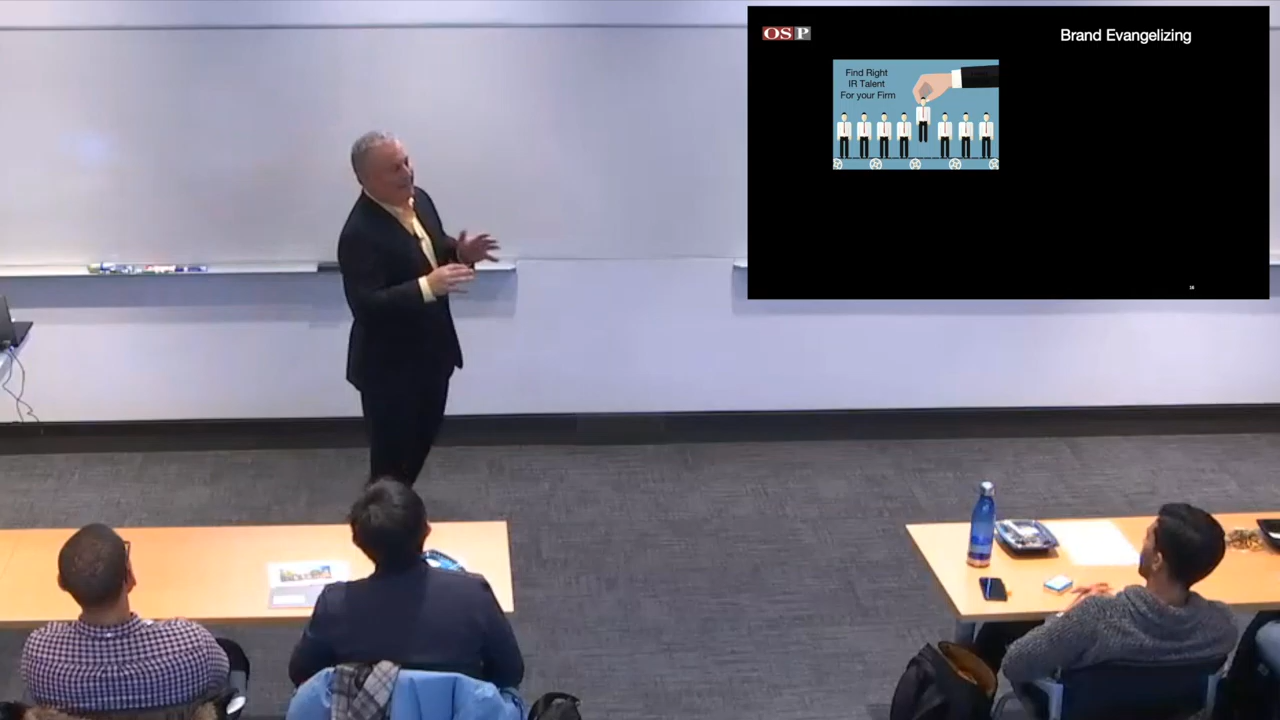 OSP
Brand Evangelizing
Find Right
IR Talent
For your Firm